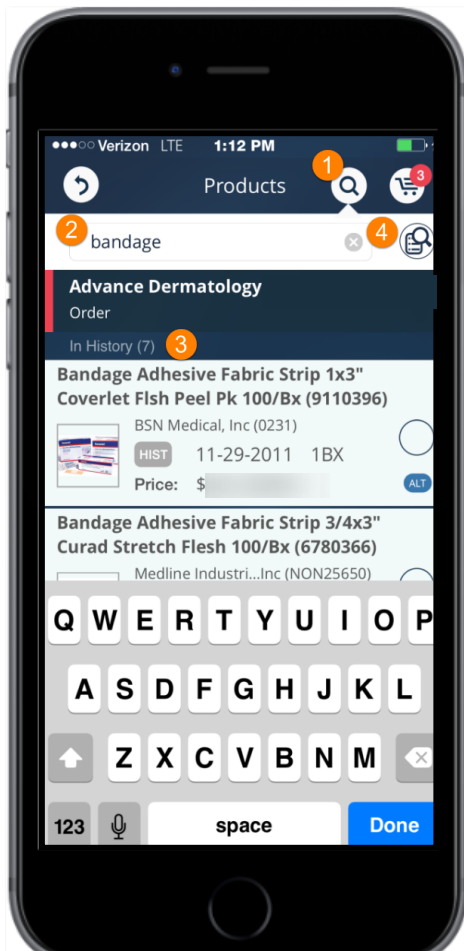 Verizon LTE 1:12 PM
1
Products
3
2
bandage
4
Advance Dermatology
Order
In History (7)
3
Bandage Adhesive Fabric Strip 1x3"
Coverlet Flsh Peel Pk 100/Bx (9110396)
BSN Medical, Inc (0231)
HIST 11-29-2011 1BX
Price: $
ALT
Bandage Adhesive Fabric Strip 3/4x3"
Curad Stretch Flesh 100/Bx (6780366)
Medline Industri...Inc (NON25650)
Q W E R T Y U I O P
A S D F G H J K L
Z X C V B N M
123 space Done